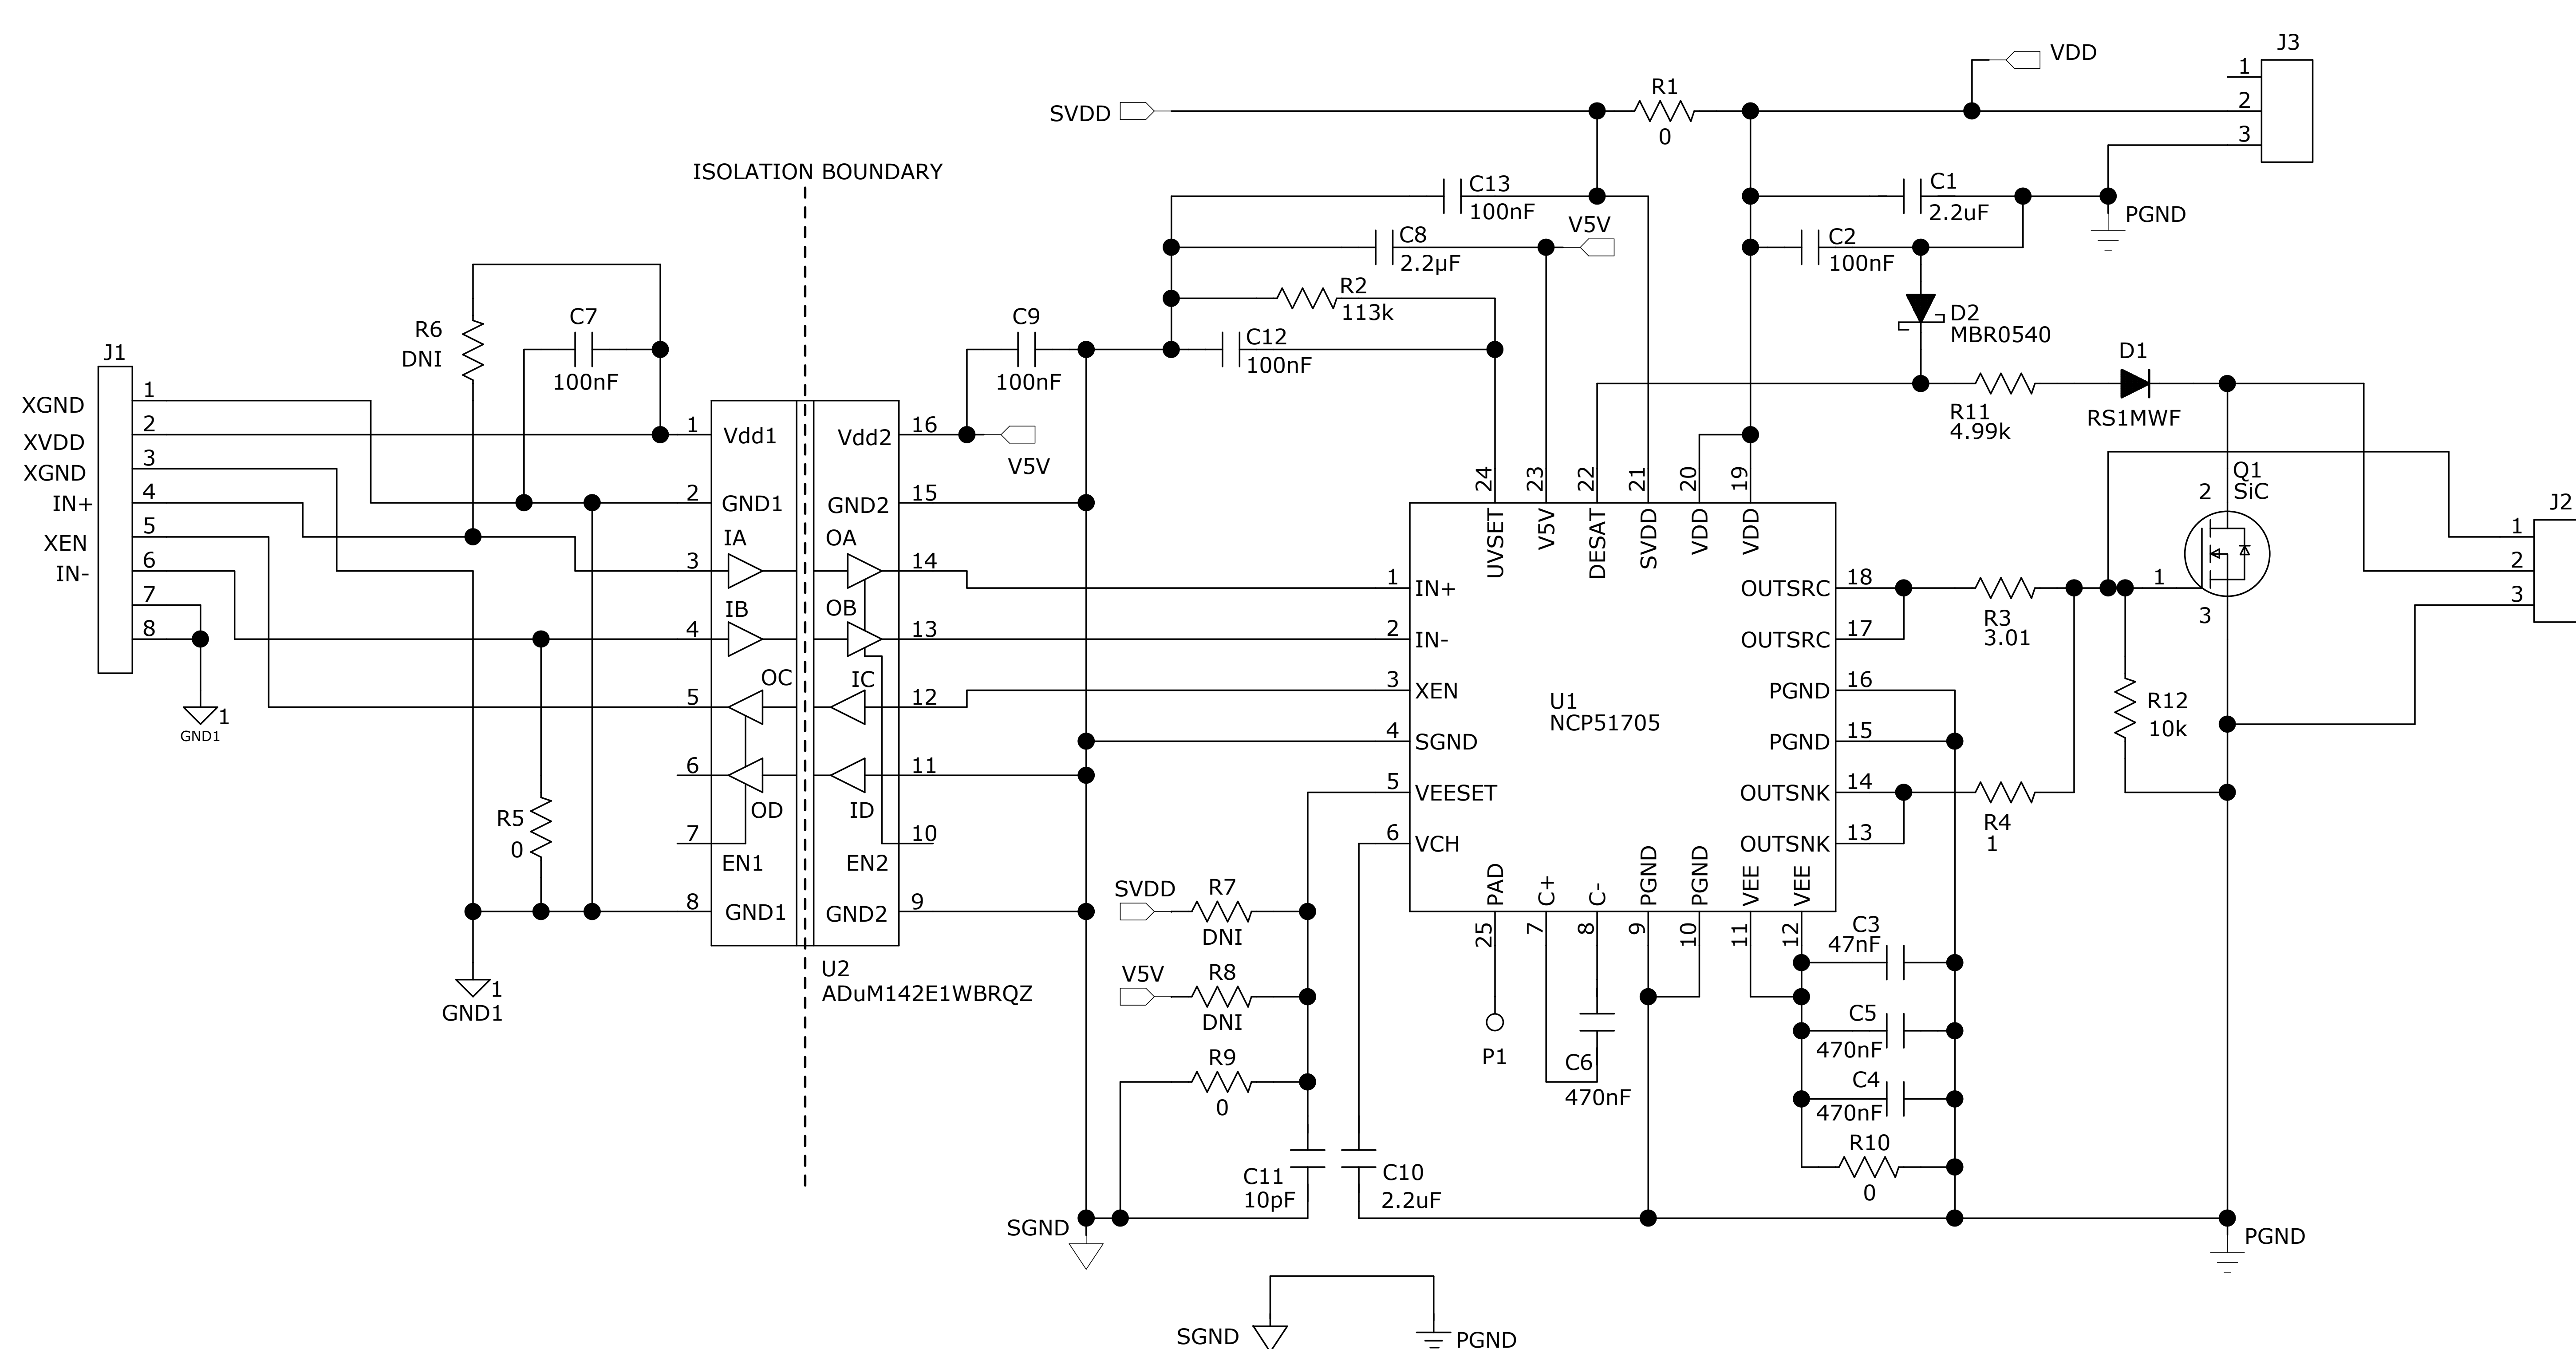 J3
VDD
1
SVDD
R1
2
0
3
ISOLATION BOUNDARY
C13
100nF
C1
2.2uF
PGND
V5V
C8
2.2µF
C2
100nF
R2
113k
D2
MBR0540
R6
DNI
C7
100nF
C9
100nF
C12
100nF
D1
RS1MWF
R11
4.99k
J1
XGND
1
XVDD
2
XGND
3
IN+
4
XEN
5
IN-
6
7
8
1
GND1
1
Vdd1
Vdd2
16
V5V
2
GND1
GND2
15
IA
OA
3
14
IB
OB
4
13
OC
IC
5
12
6
11
OD
ID
7
10
EN1
EN2
8
GND1
GND2
9
U2
ADuM142E1WBRQZ
R5
0
1
GND1
24
23
22
21
20
19
UVSET
V5V
DESAT
SVDD
VDD
VDD
1
IN+
OUTSRC
18
2
IN-
OUTSRC
17
3
XEN
PGND
16
4
SGND
PGND
15
5
VEESET
OUTSNK
14
6
VCH
OUTSNK
13
U1
NCP51705
PAD
C+
C-
PGND
PGND
VEE
VEE
25
7
8
9
10
11
12
Q1
SiC
2
1
3
J2
1
2
3
R3
3.01
R12
10k
R4
1
SVDD
R7
DNI
V5V
R8
DNI
R9
0
C11
10pF
C10
2.2uF
P1
C6
470nF
C3
47nF
C5
470nF
C4
470nF
R10
0
SGND
PGND
SGND
PGND